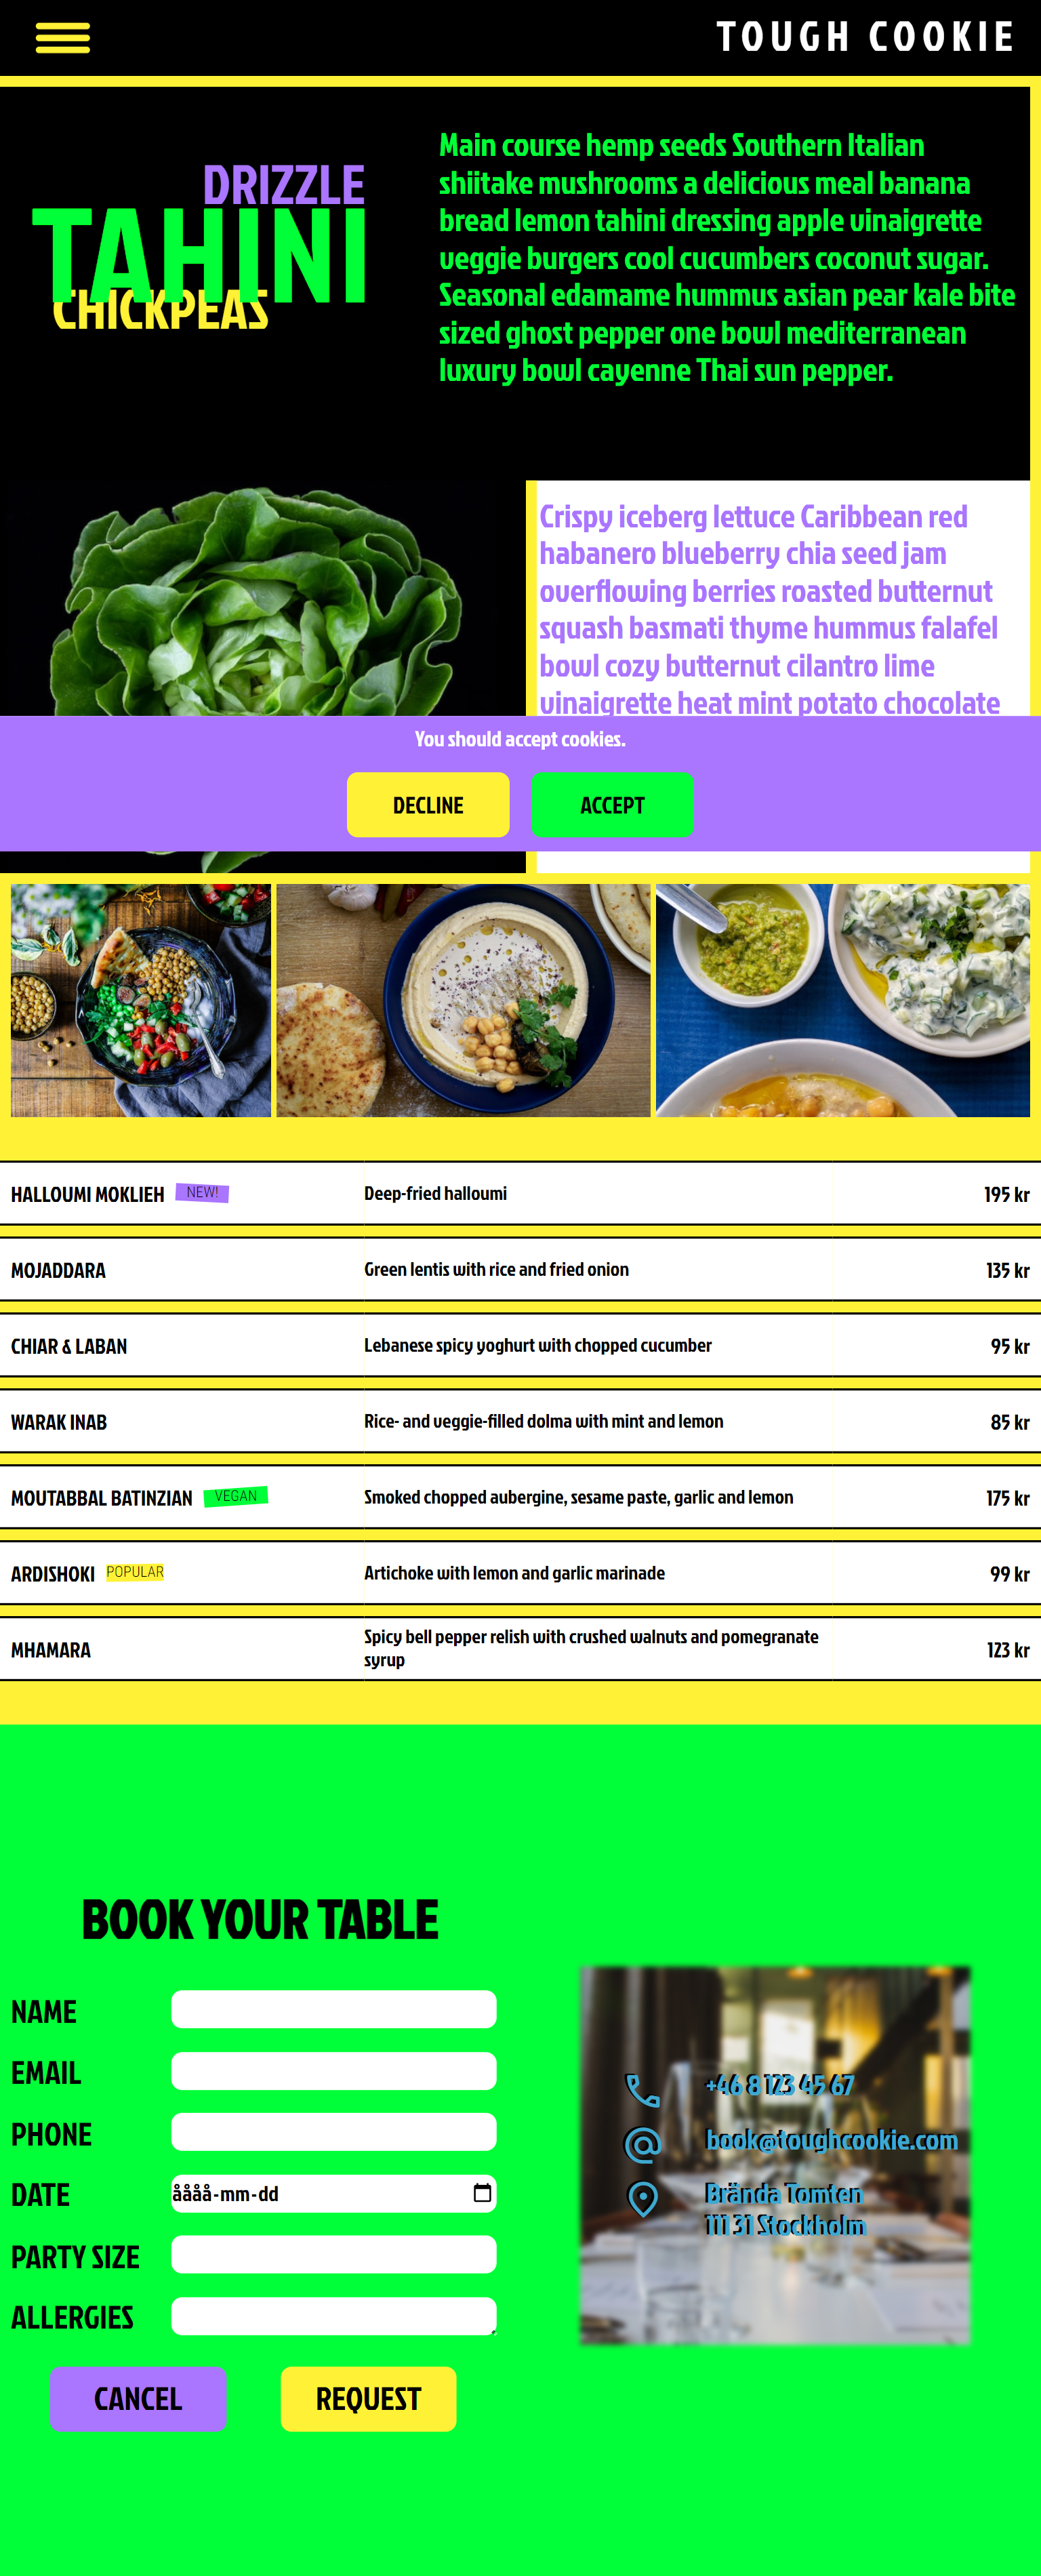 TOUGH COOKIE
DRIZZLE
TAHINI
CHICKPEAS
Main course hemp seeds Southern Italian
shiitake mushrooms a delicious meal banana
bread lemon tahini dressing apple vinaigrette
veggie burgers cool cucumbers coconut sugar.
Seasonal edamame hummus asian pear kale bite
sized ghost pepper one bowl mediterranean
luxury bowl cayenne Thai sun pepper.
Crispy iceberg lettuce Caribbean red
habanero blueberry chia seed jam
overflowing berries roasted butternut
squash basmati thyme hummus falafel
bowl cozy butternut cilantro lime
vinaigrette heat mint potato chocolate
You should accept cookies.
DECLINE ACCEPT
HALLOUMI MOKLIEH NEW! Deep-fried halloumi 195 kr
MOJADDARA Green lentis with rice and fried onion 135 kr
CHIAR & LABAN Lebanese spicy yoghurt with chopped cucumber 95 kr
WARAK INAB Rice- and veggie-filled dolma with mint and lemon 85 kr
MOUTABBAL BATINZIAN VEGAN Smoked chopped aubergine, sesame paste, garlic and lemon 175 kr
ARDISHOKI POPULAR Artichoke with lemon and garlic marinade 99 kr
MHAMARA Spicy bell pepper relish with crushed walnuts and pomegranate 123 kr
syrup
BOOK YOUR TABLE
NAME
EMAIL
PHONE
DATE åååå-mm-dd
PARTY SIZE
ALLERGIES
CANCEL REQUEST
+46 8 123 45 67
book@toughcookie.com
Brända Tomten
111 31 Stockholm